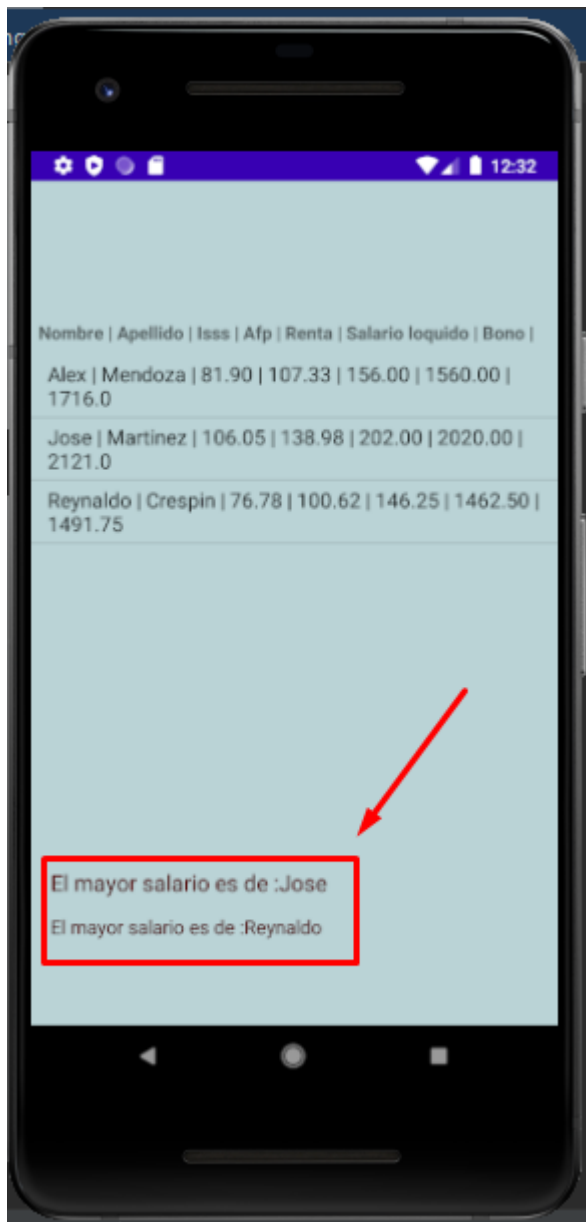 12:32
Nombre | Apellido | Isss | Afp | Renta | Salario loquido | Bono |
Alex | Mendoza | 81.90 | 107.33 | 156.00 | 1560.00 |
1716.0
Jose | Martinez | 106.05 | 138.98 | 202.00 | 2020.00 |
2121.0
Reynaldo | Crespin | 76.78 | 100.62 | 146.25 | 1462.50 |
1491.75
El mayor salario es de :Jose
El mayor salario es de :Reynaldo